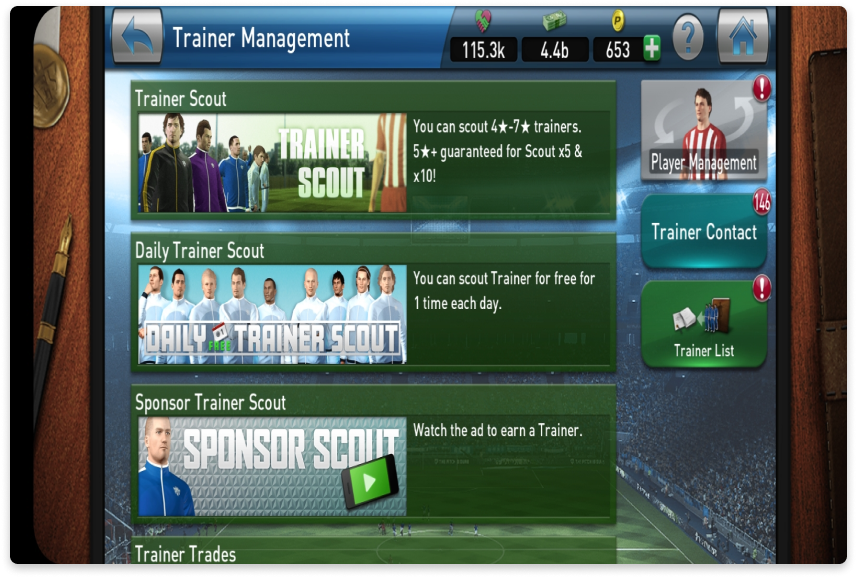 Trainer Management
115.3k
4.4b
P
653
?
Trainer Scout
TRAINER
SCOUT
You can scout 4★-7★ trainers.
5★+ guaranteed for Scout x5 &
x10!
!
Player Management
146
Trainer Contact
!
Trainer List
Daily Trainer Scout
DAILY FREE TRAINER SCOUT
You can scout Trainer for free for
1 time each day.
Sponsor Trainer Scout
SPONSOR SCOUT
Watch the ad to earn a Trainer.
Trainer Trades